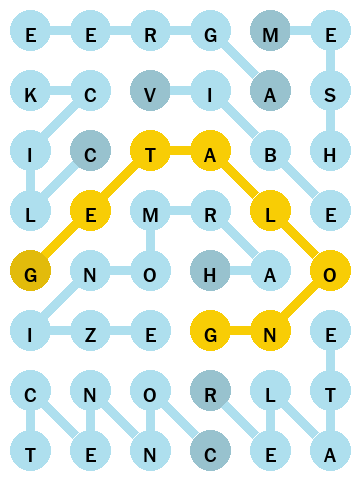 E E R G M E
K C V I A S
I C T A B H
L E M R L E
G N O H A O
I Z E G N E
C N O R L T
T E N C E A